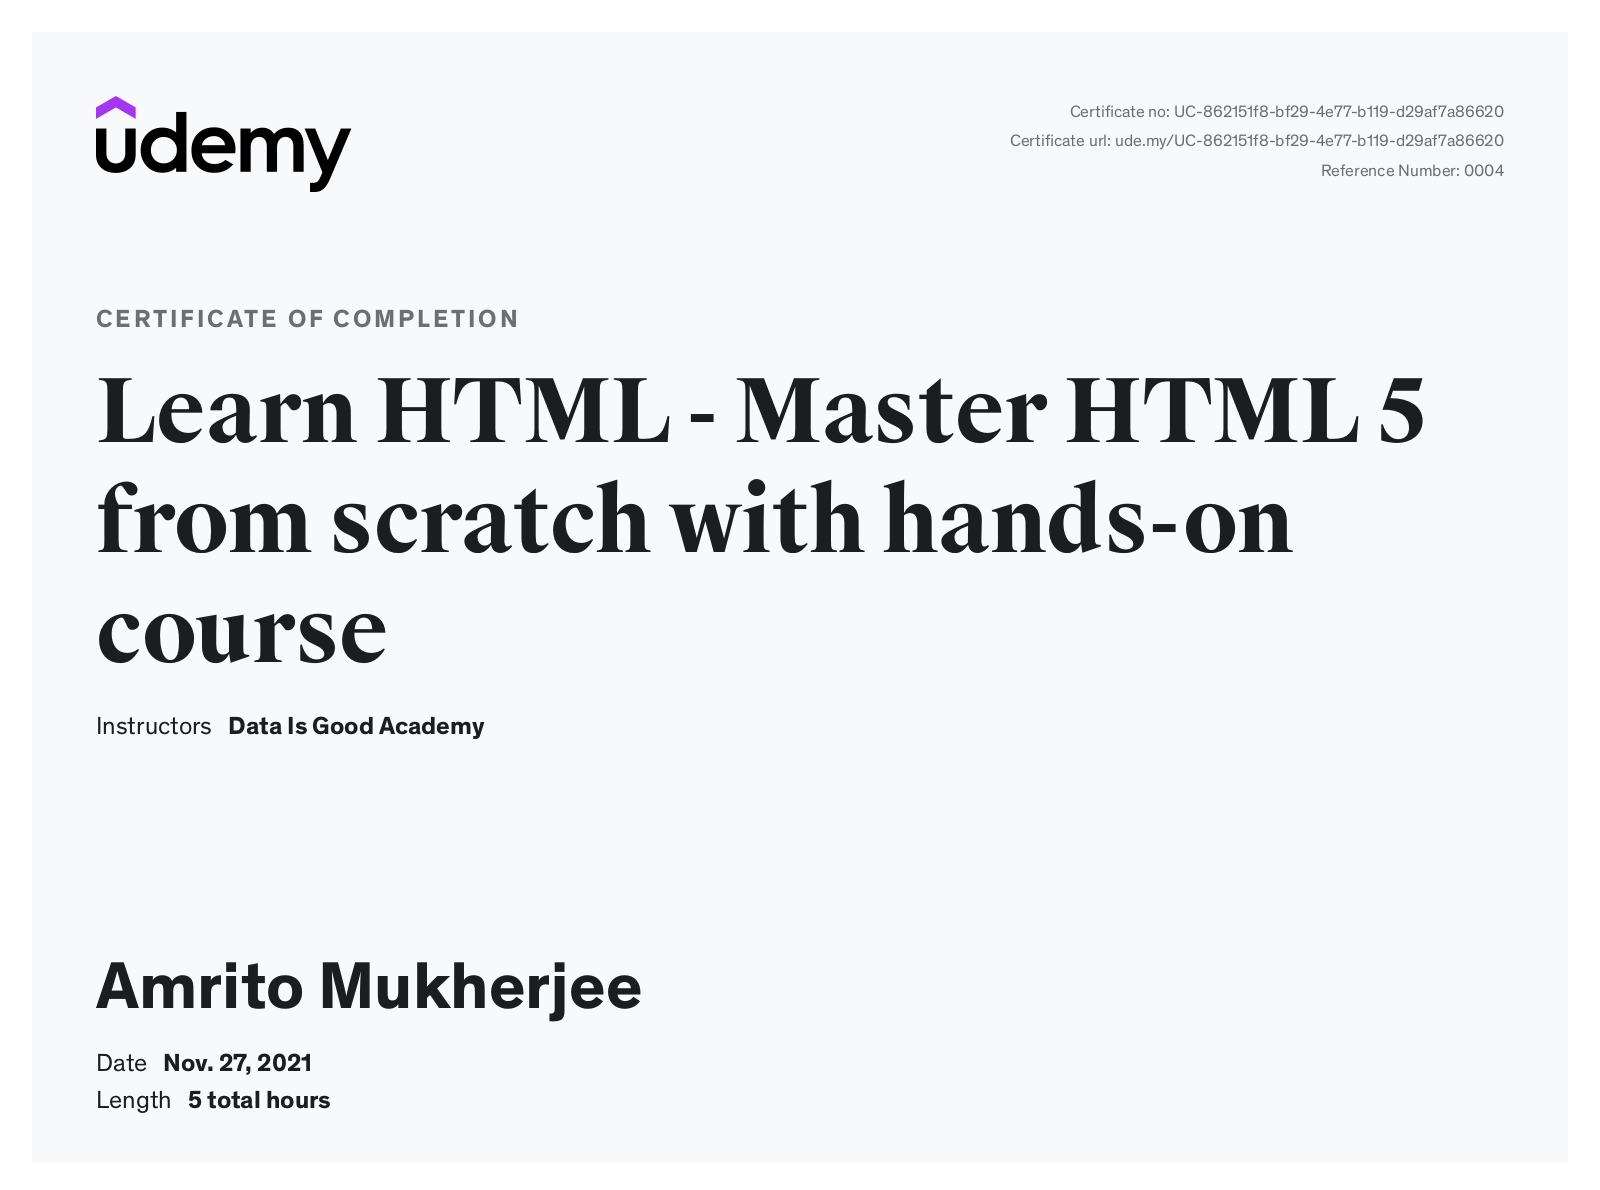 udemy
Certificate no: UC-862151f8-bf29-4e77-b119-d29af7a86620
Certificate url: ude.my/UC-862151f8-bf29-4e77-b119-d29af7a86620
Reference Number: 0004
CERTIFICATE OF COMPLETION
Learn HTML - Master HTML 5
from scratch with hands-on
course
Instructors Data Is Good Academy
Amrito Mukherjee
Date Nov. 27, 2021
Length 5 total hours